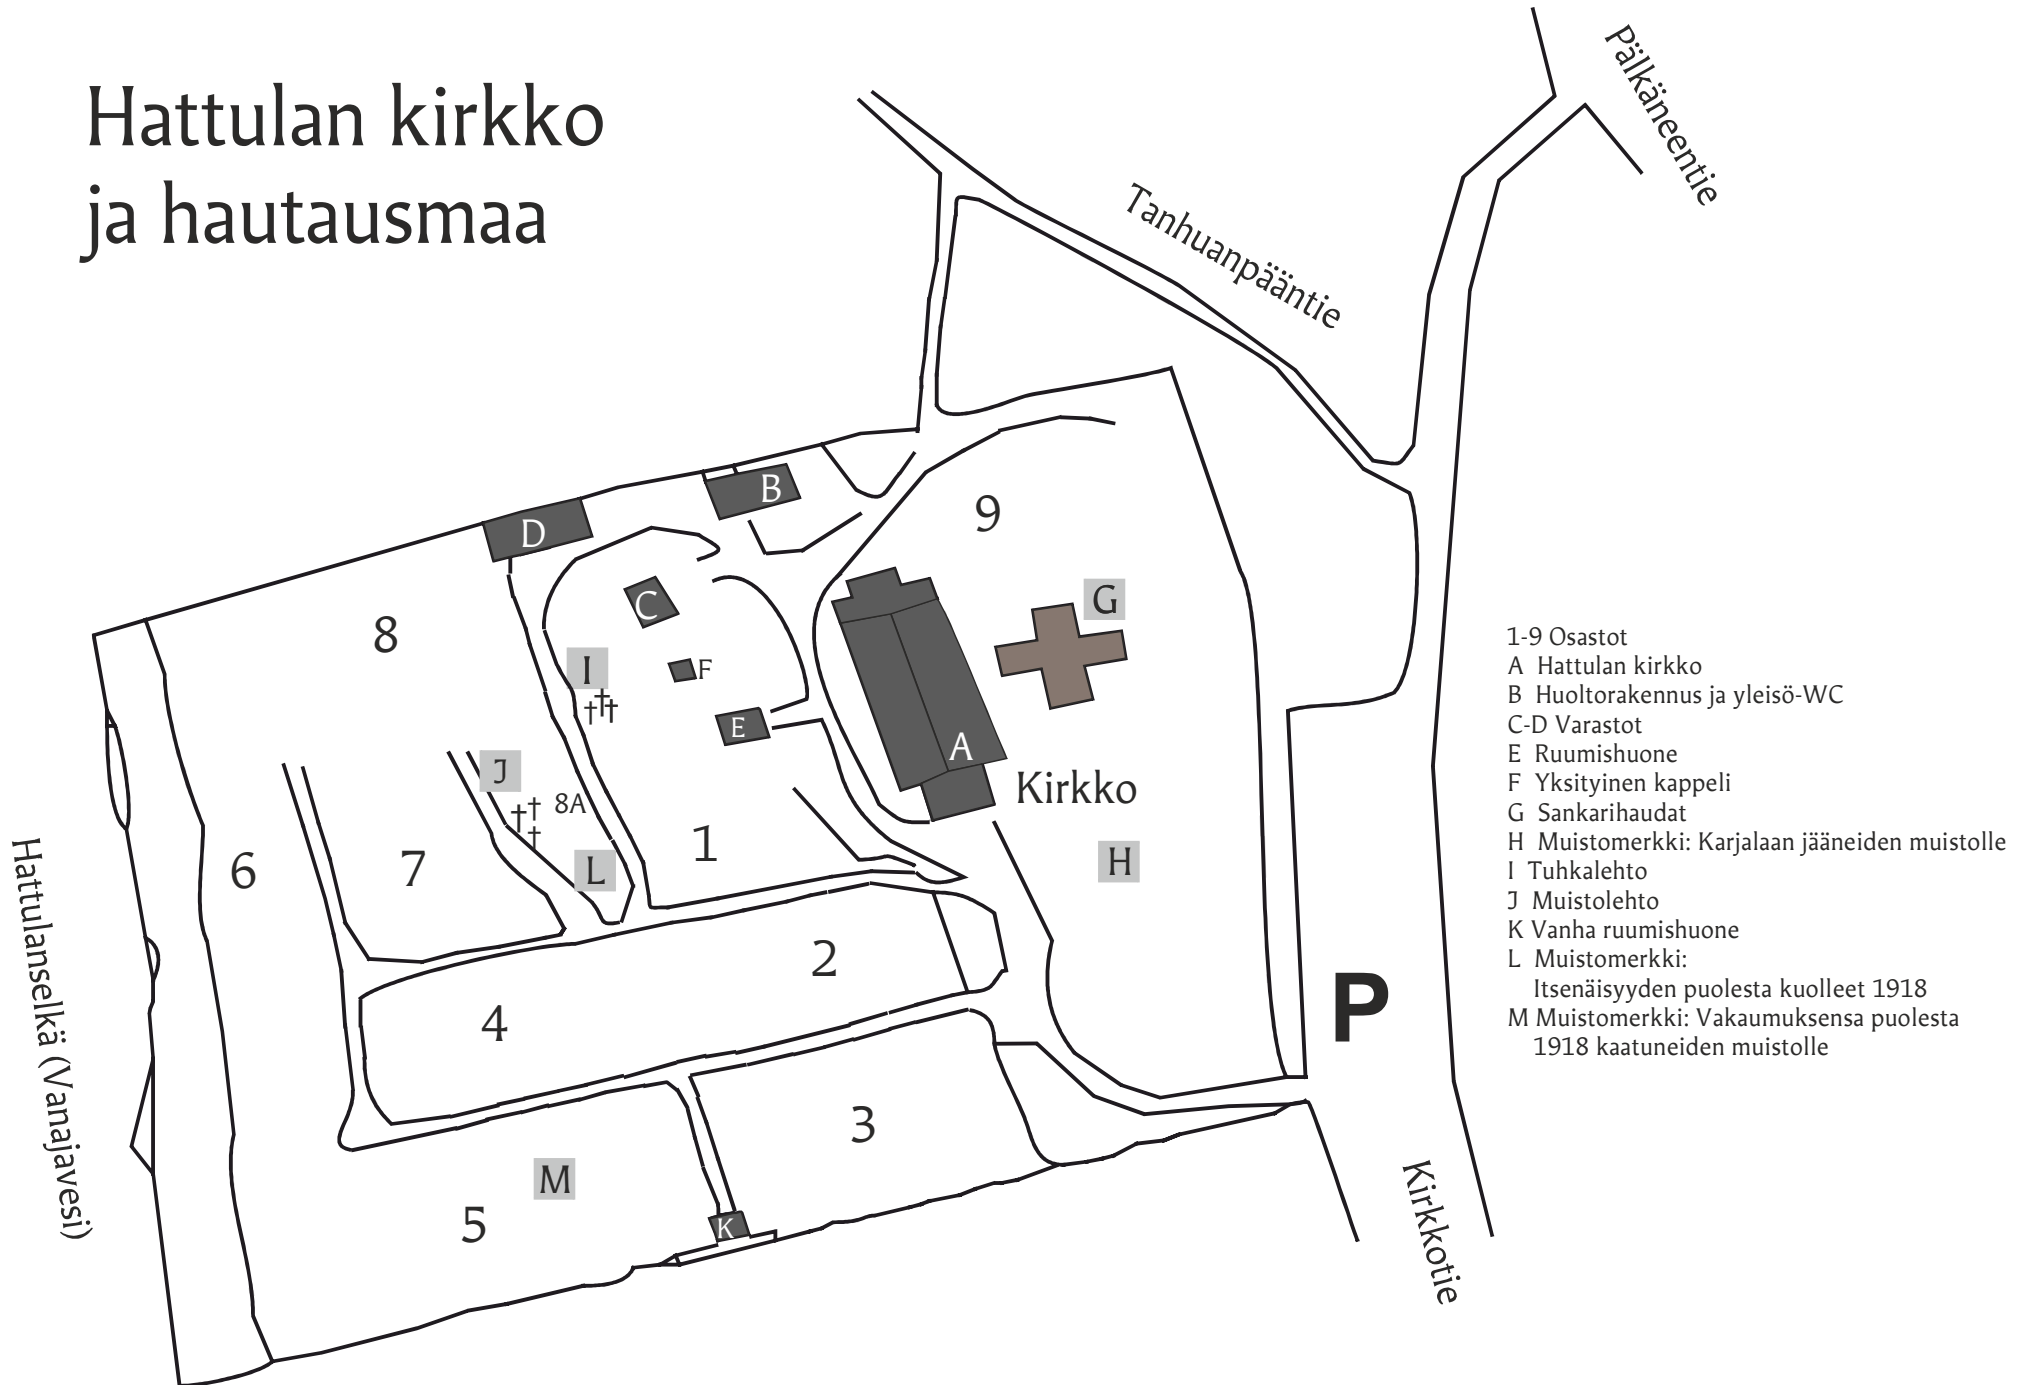 Hattulan kirkko
ja hautausmaa
Pälkäneentie
Tanhuanpääntie
B
D
9
C
G
8
I
F
E
J
A
8A
Kirkko
1
H
6
7
L
2
4
P
3
M
5
K
Hattulanselkä (Vanajavesi)
Kirkkotie
1-9 Osastot
A Hattulan kirkko
B Huoltorakennus ja yleisö-WC
C-D Varastot
E Ruumishuone
F Yksityinen kappeli
G Sankarihaudat
H Muistomerkki: Karjalaan jääneiden muistolle
I Tuhkalehto
J Muistolehto
K Vanha ruumishuone
L Muistomerkki:
Itsenäisyyden puolesta kuolleet 1918
M Muistomerkki: Vakaumuksensa puolesta
1918 kaatuneiden muistolle